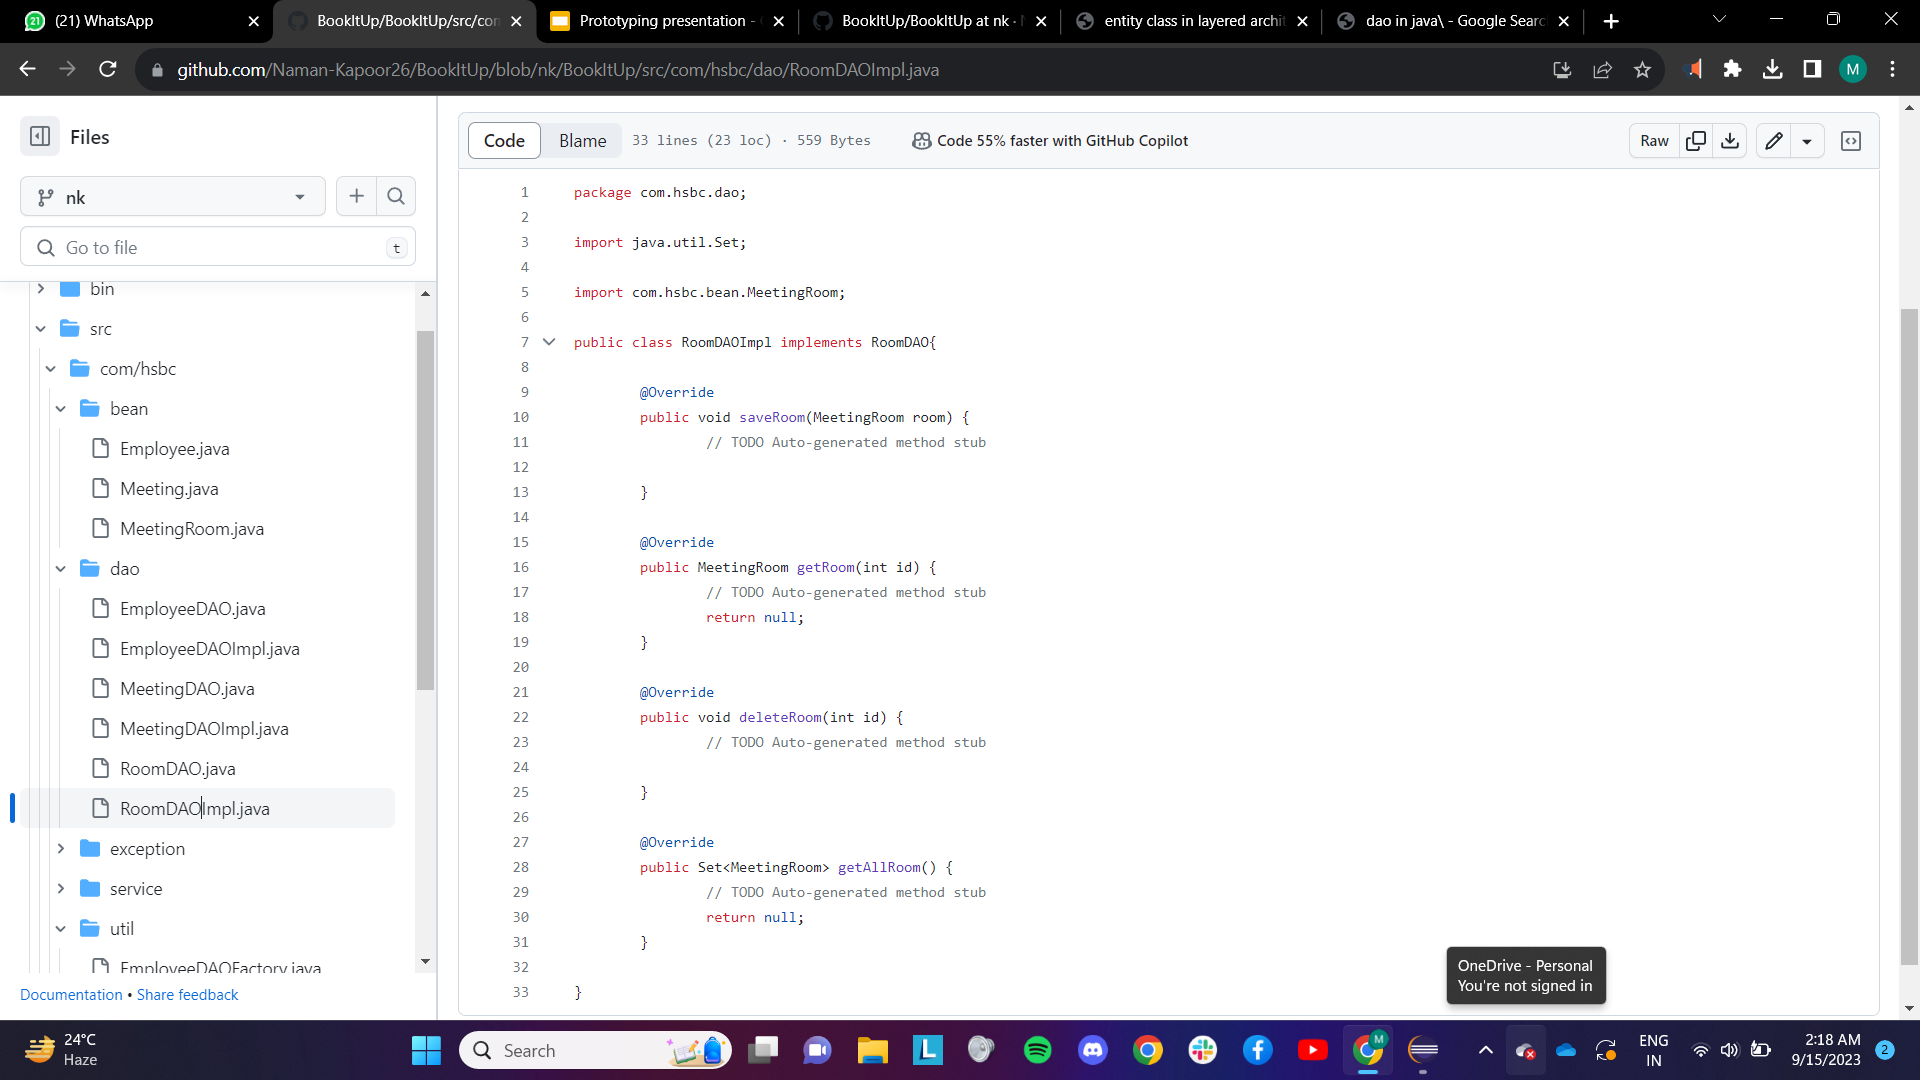 (21) WhatsApp
BookItUp/BookItUp/src/con
Prototyping presentation -
BookItUp/BookItUp at nk ·
entity class in layered archit
dao in java\ - Google Searc
github.com/Naman-Kapoor26/BookItUp/blob/nk/BookItUp/src/com/hsbc/dao/RoomDAOImpl.java
M
Files
nk
Go to file
t
bin
src
com/hsbc
bean
Employee.java
Meeting.java
MeetingRoom.java
dao
EmployeeDAO.java
EmployeeDAOImpl.java
MeetingDAO.java
MeetingDAOImpl.java
RoomDAO.java
RoomDAOImpl.java
exception
service
util
EmployeeDAOFactory.java
Documentation • Share feedback
Code Blame 33 lines (23 loc) · 559 Bytes Code 55% faster with GitHub Copilot Raw
1 package com.hsbc.dao;
2
3 import java.util.Set;
4
5 import com.hsbc.bean.MeetingRoom;
6
7 public class RoomDAOImpl implements RoomDAO{
8
9 @Override
10 public void saveRoom(MeetingRoom room) {
11 // TODO Auto-generated method stub
12
13 }
14
15 @Override
16 public MeetingRoom getRoom(int id) {
17 // TODO Auto-generated method stub
18 return null;
19 }
20
21 @Override
22 public void deleteRoom(int id) {
23 // TODO Auto-generated method stub
24
25 }
26
27 @Override
28 public Set<MeetingRoom> getAllRoom() {
29 // TODO Auto-generated method stub
30 return null;
31 }
32
33 }
OneDrive - Personal
You're not signed in
24°C
Haze
Search
L
M
ENG
IN
2:18 AM
9/15/2023
2